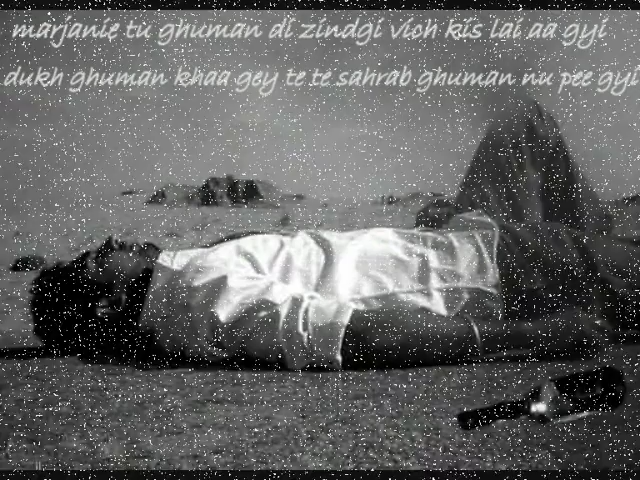 marjanie tu ghuman di zindgi vich kis lai aa gyi
dukh ghuman khaa gey te te sahrab ghuman nu pee gyi